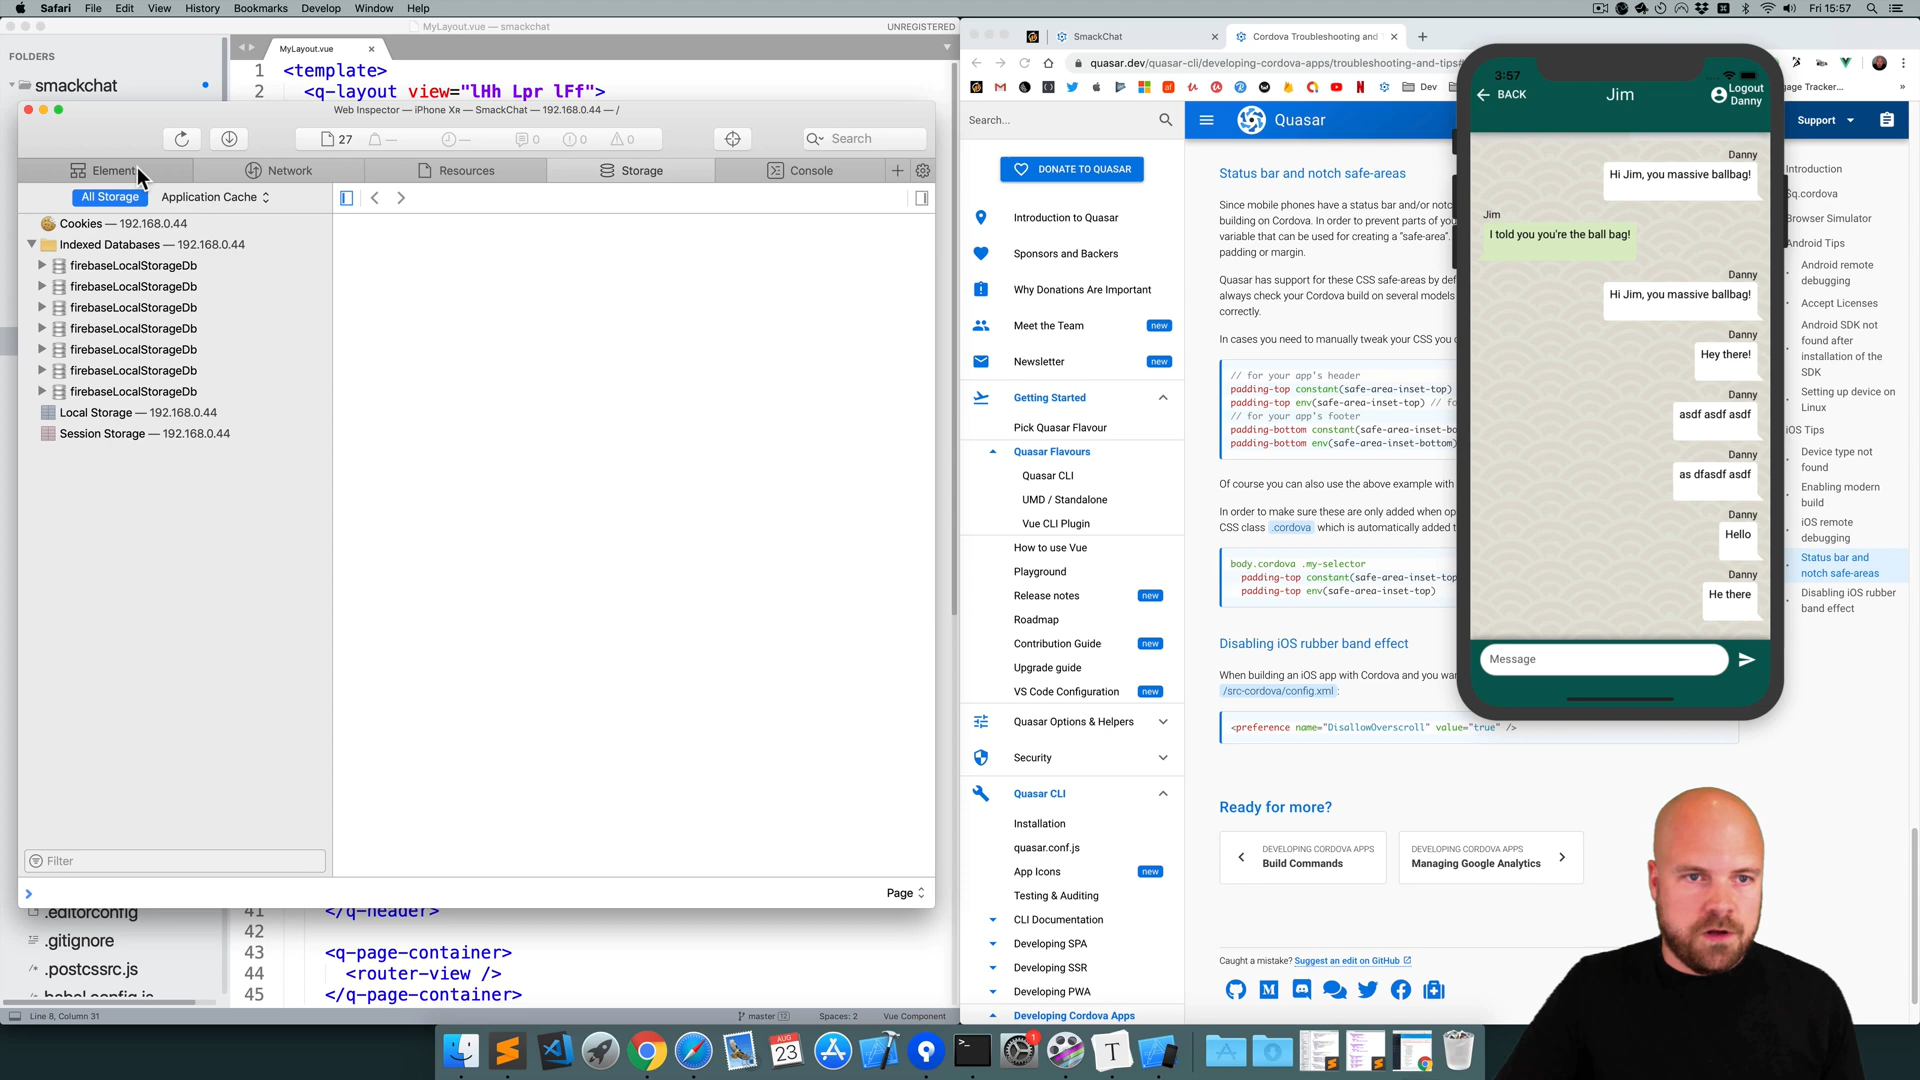 Safari File Edit View History Bookmarks Develop Window Help
Fri 15:57
MyLayout.vue — smackchat
UNREGISTERED
FOLDERS
smackchat
MyLayout.vue
1 <template>
2 <q-layout view="lHh Lpr lFf">
Web Inspector — iPhone XR — SmackChat — 192.168.0.44 — /
27
—
—
0
0
0
Search
Element
Network
Resources
Storage
Console
All Storage
Application Cache
Cookies — 192.168.0.44
Indexed Databases — 192.168.0.44
firebaseLocalStorageDb
firebaseLocalStorageDb
firebaseLocalStorageDb
firebaseLocalStorageDb
firebaseLocalStorageDb
firebaseLocalStorageDb
firebaseLocalStorageDb
Local Storage — 192.168.0.44
Session Storage — 192.168.0.44
Filter
Page
.editorconfig
.gitignore
.postcssrc.js
41 </q-header>
42
43 <q-page-container>
44 <router-view />
45 </q-page-container>
Line 8, Column 31
master 12
Spaces: 2
Vue Component
SmackChat
Cordova Troubleshooting and
quasar.dev/quasar-cli/developing-cordova-apps/troubleshooting-and-tips#
Dev
age Tracker...
Search...
Quasar
Support
DONATE TO QUASAR
Introduction to Quasar
Sponsors and Backers
Why Donations Are Important
Meet the Team new
Newsletter new
Getting Started
Pick Quasar Flavour
Quasar Flavours
Quasar CLI
UMD / Standalone
Vue CLI Plugin
How to use Vue
Playground
Release notes new
Roadmap
Contribution Guide new
Upgrade guide
VS Code Configuration new
Quasar Options & Helpers
Security
Quasar CLI
Installation
quasar.conf.js
App Icons new
Testing & Auditing
CLI Documentation
Developing SPA
Developing SSR
Developing PWA
Developing Cordova Apps
Status bar and notch safe-areas
Since mobile phones have a status bar and/or notc
building on Cordova. In order to prevent parts of you
variable that can be used for creating a "safe-area".
padding or margin.
Quasar has support for these CSS safe-areas by def
always check your Cordova build on several models
correctly.
In cases you need to manually tweak your CSS you c
// for your app's header
padding-top constant(safe-area-inset-top)
padding-top env(safe-area-inset-top) // fo
// for your app's footer
padding-bottom constant(safe-area-inset-bott
padding-bottom env(safe-area-inset-bottom)
Of course you can also use the above example with
In order to make sure these are only added when op
CSS class .cordova which is automatically added t
body.cordova .my-selector
padding-top constant(safe-area-inset-top
padding-top env(safe-area-inset-top)
Disabling iOS rubber band effect
When building an iOS app with Cordova and you wa
/src-cordova/config.xml:
<preference name="DisallowOverscroll" value="true" />
Ready for more?
DEVELOPING CORDOVA APPS
Build Commands
DEVELOPING CORDOVA APPS
Managing Google Analytics
Caught a mistake? Suggest an edit on GitHub
Introduction
$q.cordova
Browser Simulator
Android Tips
Android remote
debugging
Accept Licenses
Android SDK not
found after
installation of the
SDK
Setting up device on
Linux
iOS Tips
Device type not
found
Enabling modern
build
iOS remote
debugging
Status bar and
notch safe-areas
Disabling iOS rubber
band effect
3:57
BACK
Jim
Logout
Danny
Danny
Hi Jim, you massive ballbag!
Jim
I told you you're the ball bag!
Danny
Hi Jim, you massive ballbag!
Danny
Hey there!
Danny
asdf asdf asdf
Danny
as dfasdf asdf
Danny
Hello
Danny
He there
Message
AUG
23
1